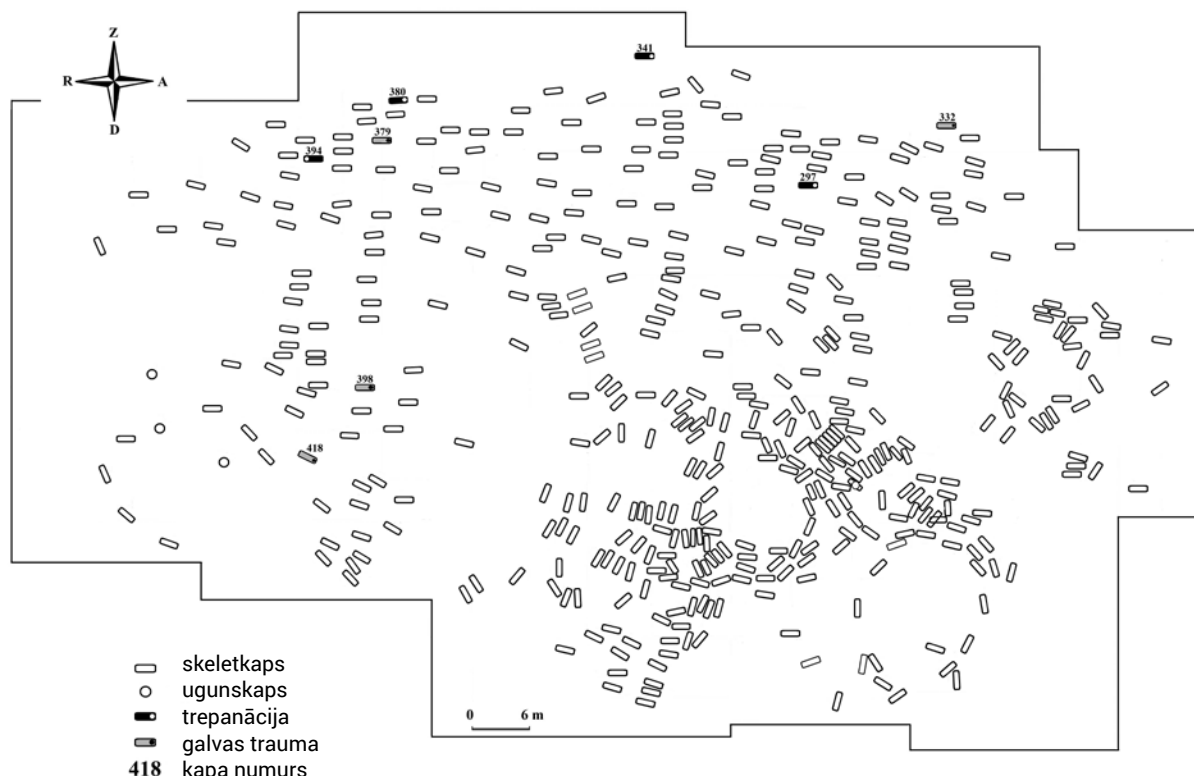 Z
R A
D
341
380
332
379
394
297
398
418
0 6 m
skeletkaps
ugunskaps
trepanācija
galvas trauma
418 kapa numurs